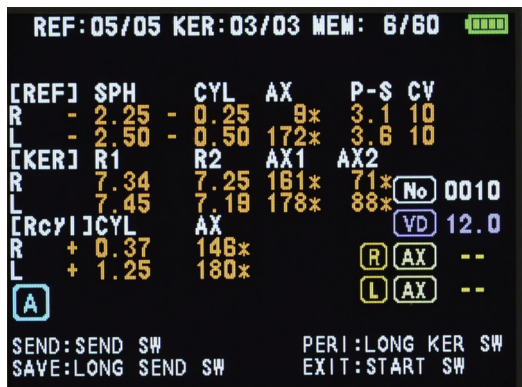 REF:05/05 KER:03/03 MEM: 6/60
[REF] SPH CYL AX P-S CV
R - 2.25 - 0.25 9* 3.1 10
L - 2.50 - 0.50 172* 3.6 10
[KER] R1 R2 AX1 AX2
R 7.34 7.25 161* 71*
L 7.45 7.19 178* 88*
No 0010
VD 12.0
[Rcyl]CYL AX
R + 0.37 146*
L + 1.25 180*
R AX --
L AX --
A
SEND:SEND SW PERI:LONG KER SW
SAVE:LONG SEND SW EXIT:START SW